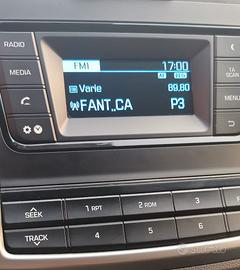 RADIO
FM1 17:00
AF REG
MEDIA
Varie 89,80
TA
SCAN
FANT,,CA P3
MENU
SEEK 1 RPT 2 RDM 3
TRACK 4 5 6
subito